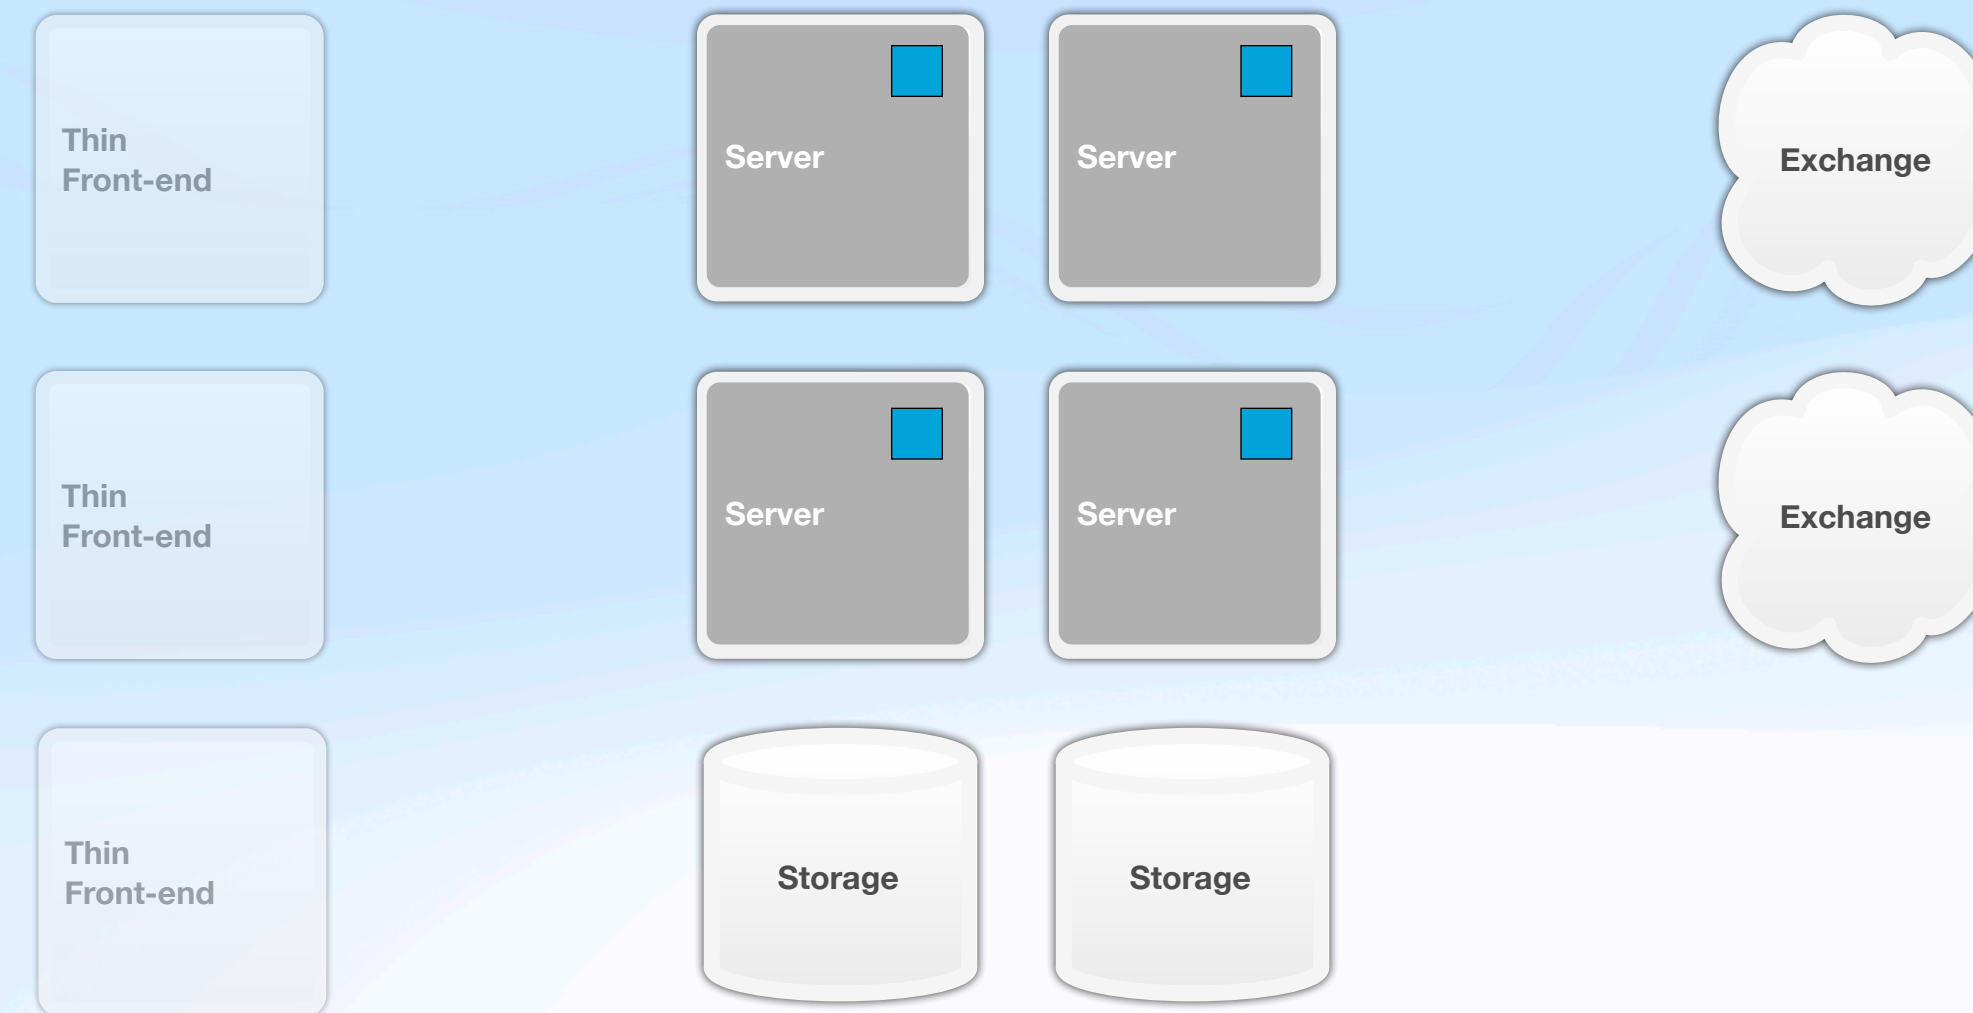 Thin
Front-end
Server
Server
Exchange
Thin
Front-end
Server
Server
Exchange
Thin
Front-end
Storage
Storage